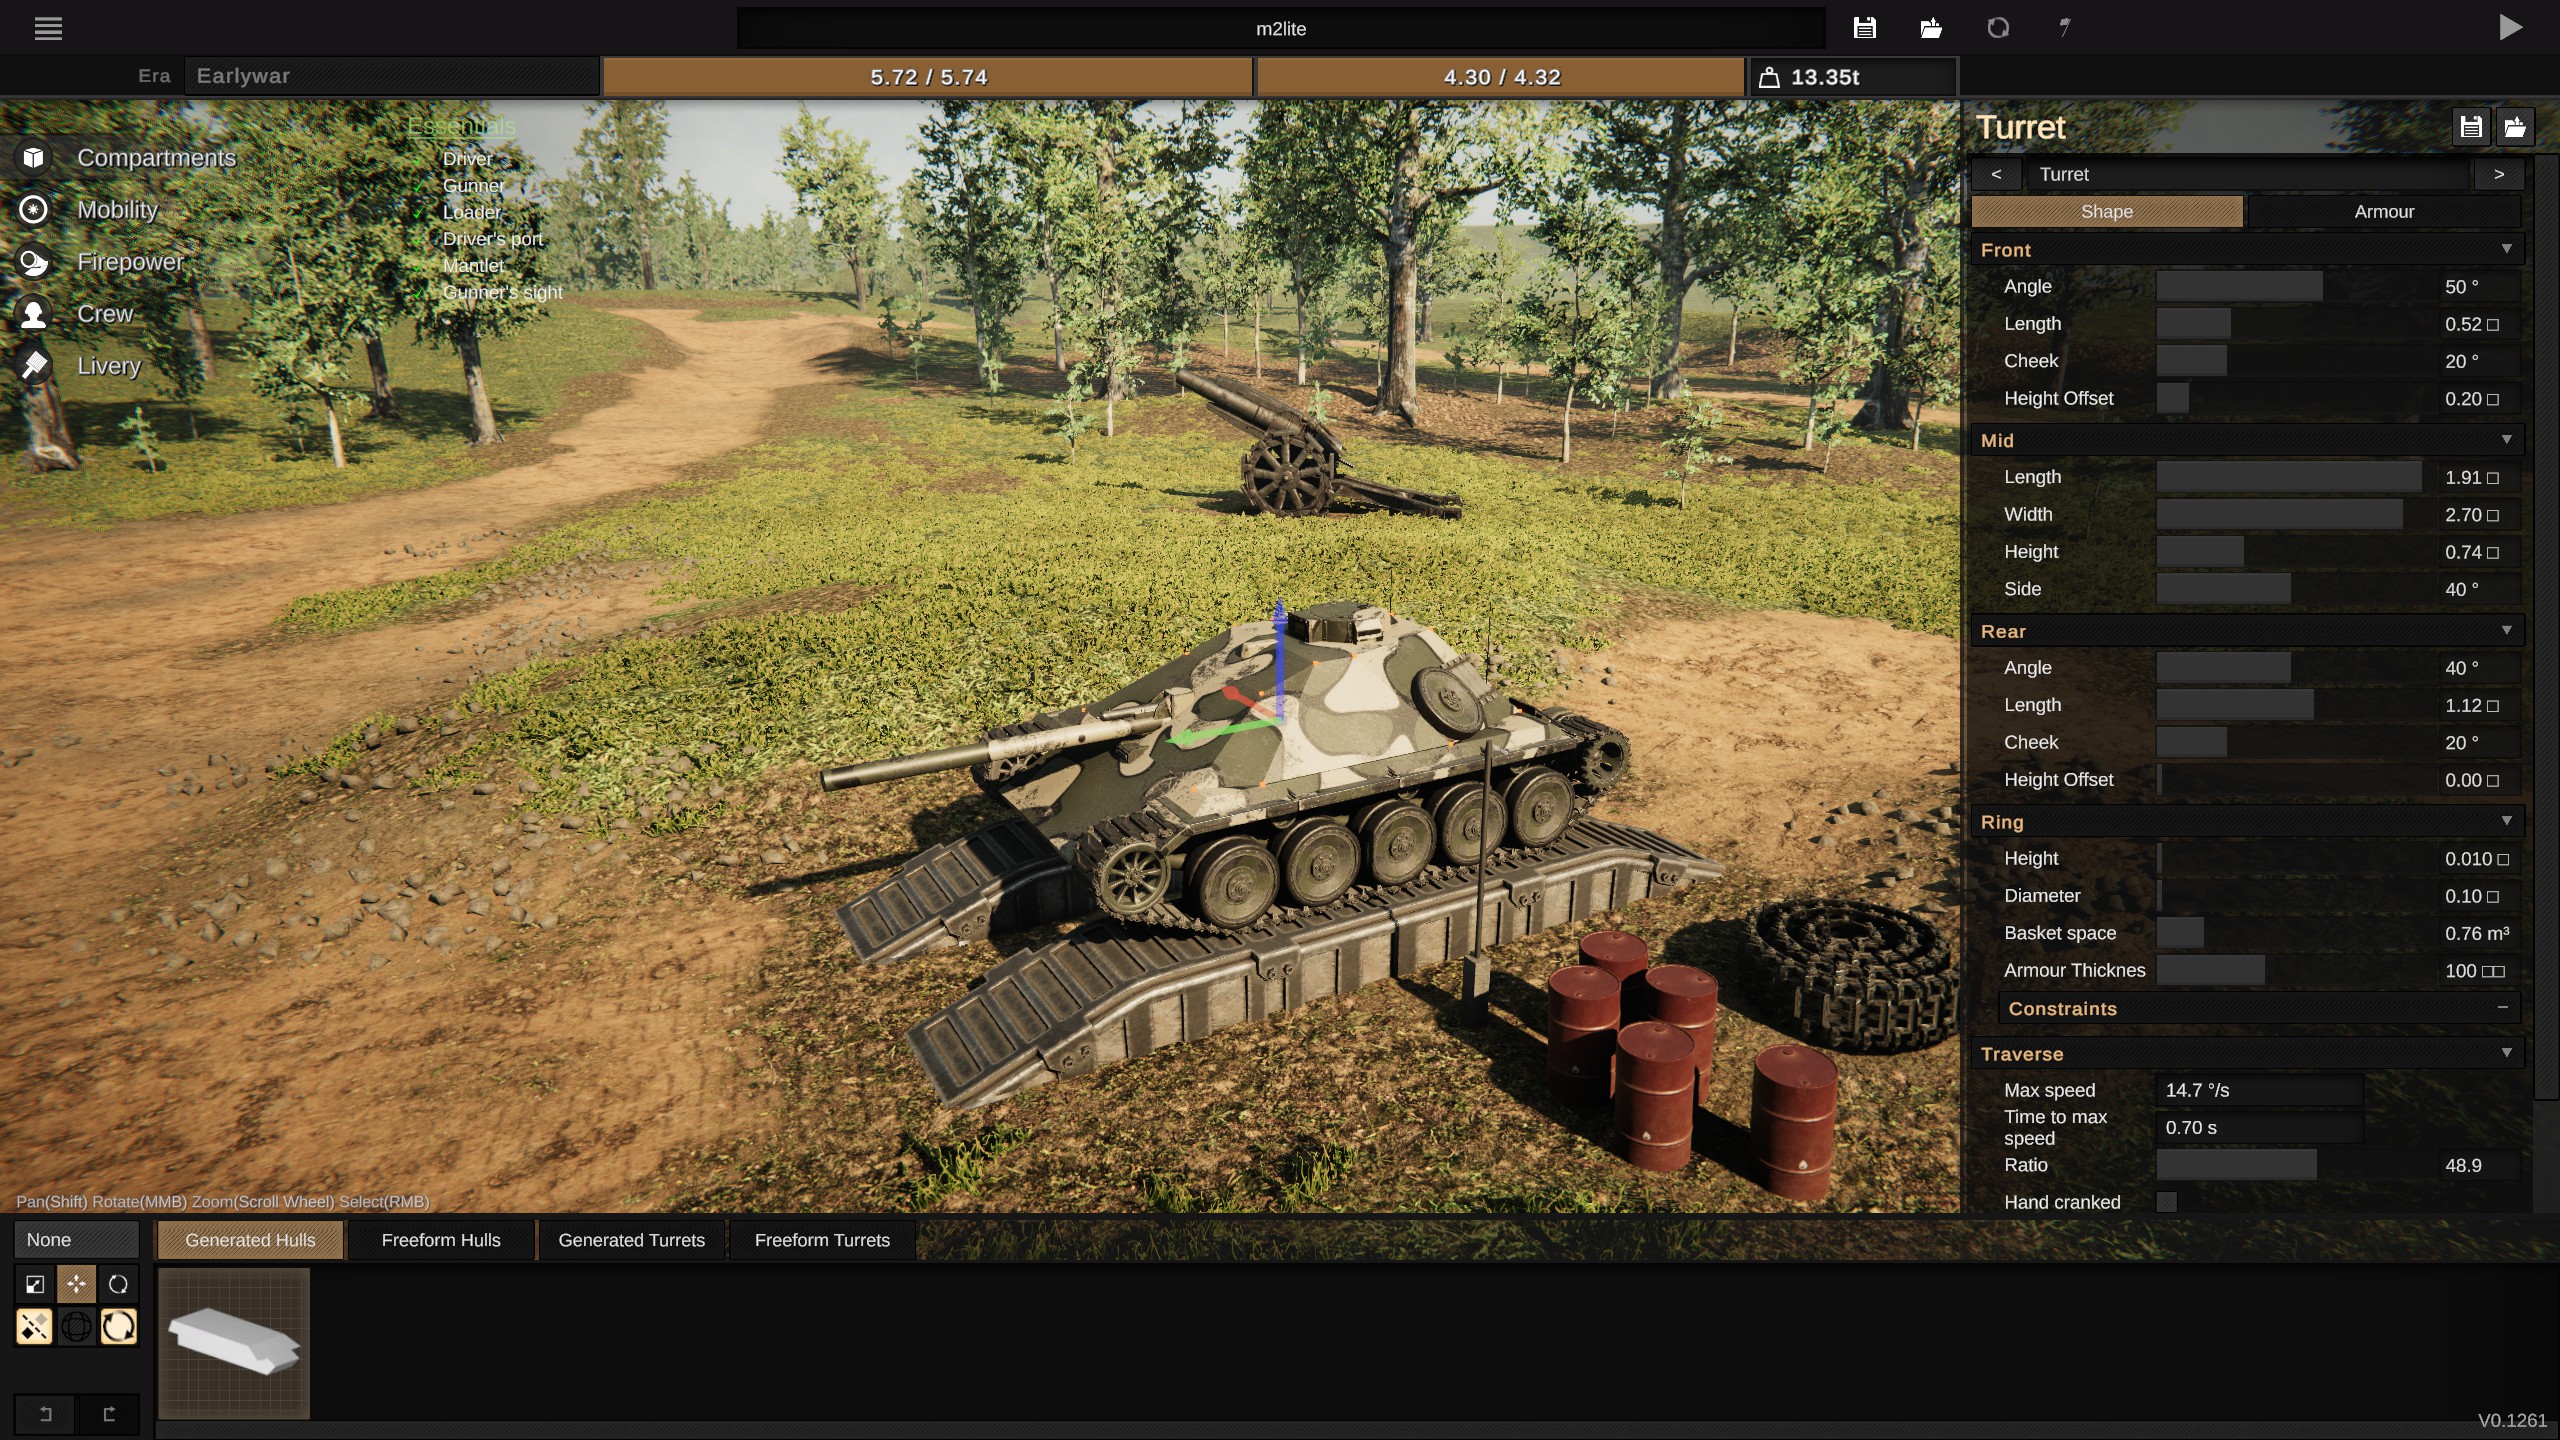 m2lite
Era Earlywar 5.72 / 5.74 4.30 / 4.32 13.35t
Essentials
Driver
Gunner
Loader
Driver's port
Mantlet
Gunner's sight
Compartments
Mobility
Firepower
Crew
Livery
Turret
< Turret >
Shape Armour
Front
Angle 50 °
Length 0.52 □
Cheek 20 °
Height Offset 0.20 □
Mid
Length 1.91 □
Width 2.70 □
Height 0.74 □
Side 40 °
Rear
Angle 40 °
Length 1.12 □
Cheek 20 °
Height Offset 0.00 □
Ring
Height 0.010 □
Diameter 0.10 □
Basket space 0.76 m³
Armour Thicknes 100 □□
Constraints –
Traverse
Max speed 14.7 °/s
Time to max speed 0.70 s
Ratio 48.9
Hand cranked
Pan(Shift) Rotate(MMB) Zoom(Scroll Wheel) Select(RMB)
None Generated Hulls Freeform Hulls Generated Turrets Freeform Turrets
V0.1261